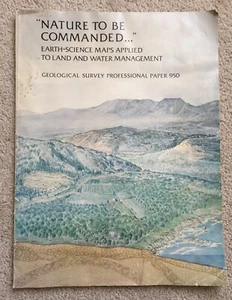 "NATURE TO BE
COMMANDED..."
EARTH-SCIENCE MAPS APPLIED
TO LAND AND WATER MANAGEMENT
GEOLOGICAL SURVEY PROFESSIONAL PAPER 950